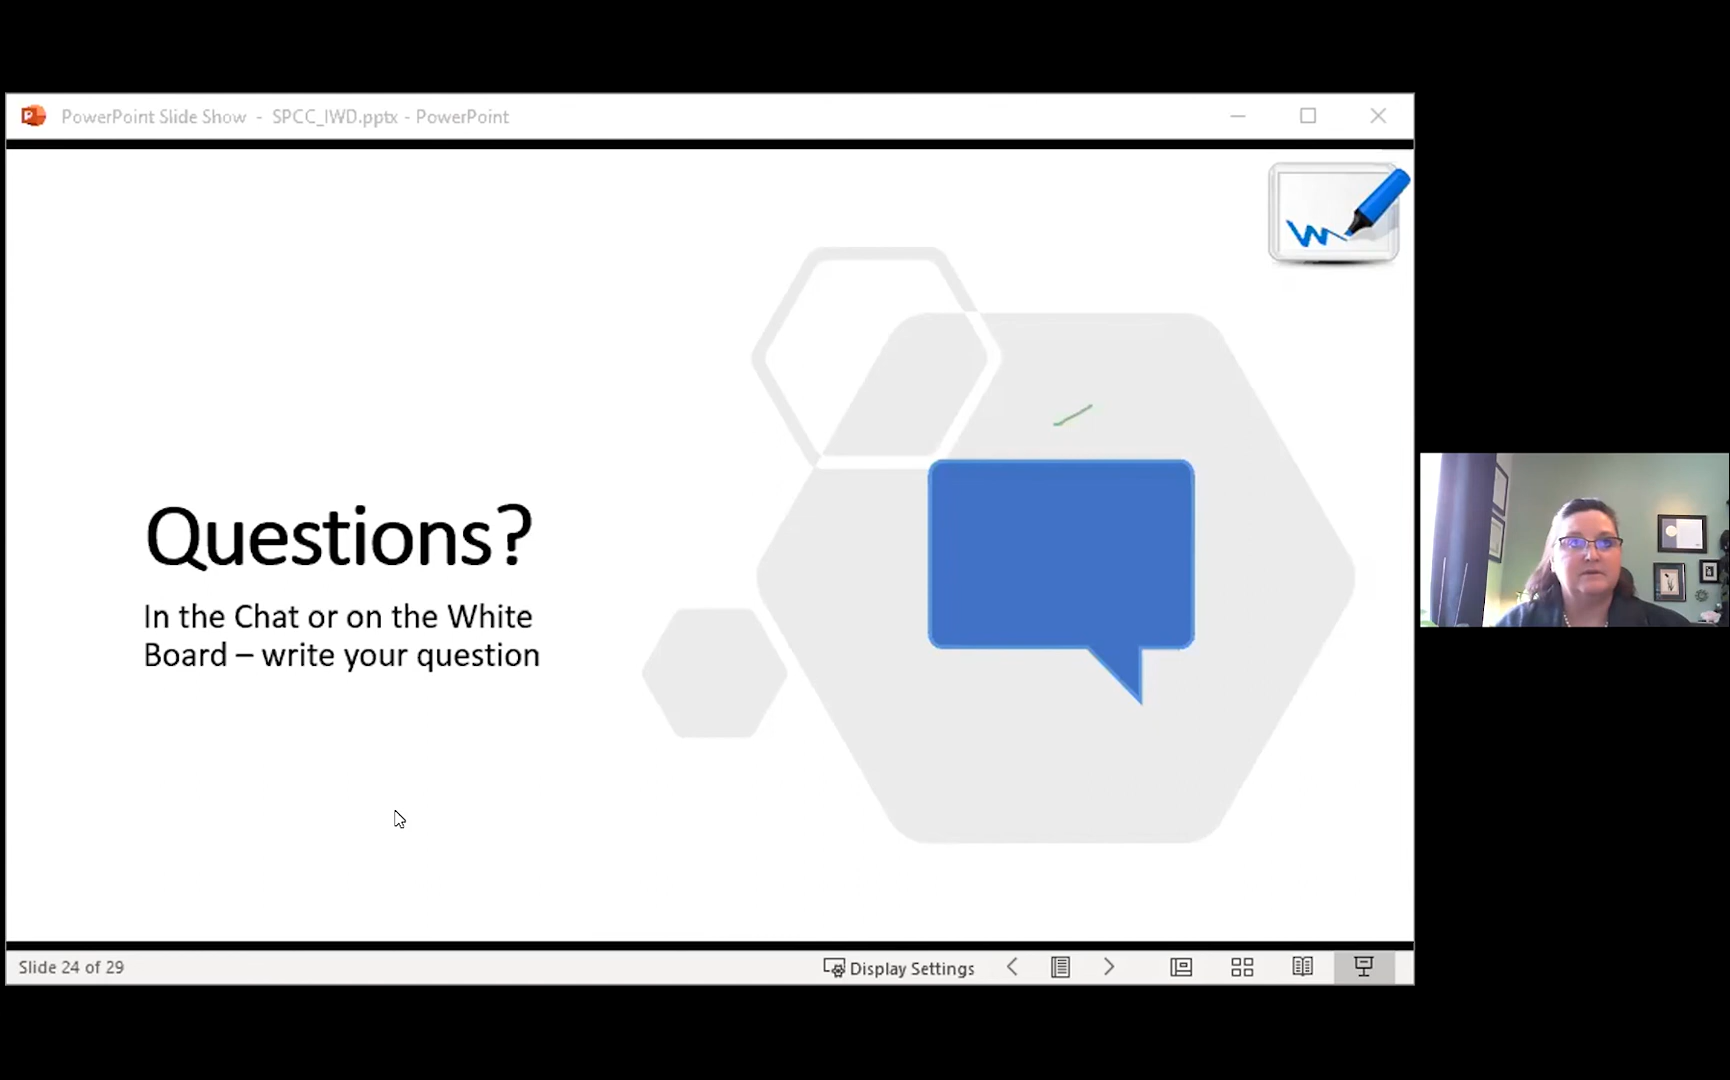 PowerPoint Slide Show - SPCC_IWD.pptx - PowerPoint
Questions?
In the Chat or on the White
Board – write your question
Slide 24 of 29
Display Settings